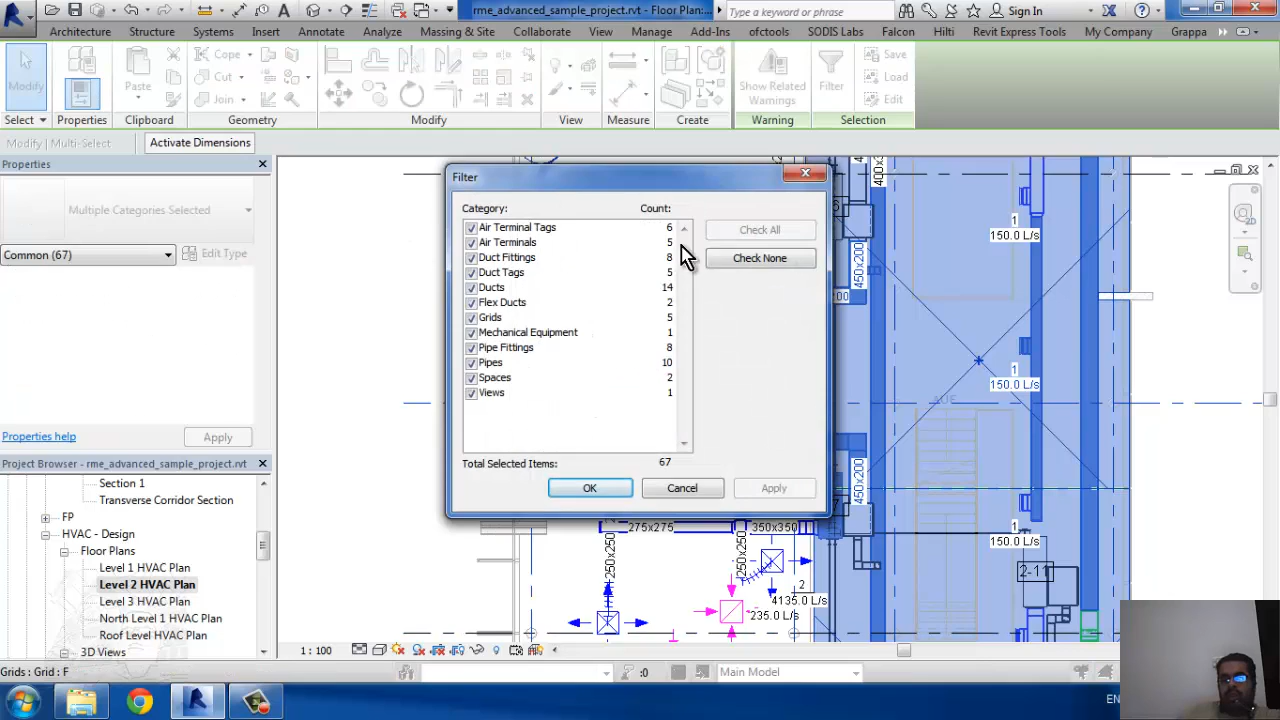 rme_advanced_sample_project.rvt - Floor Plan:...
Type a keyword or phrase
Sign In
Architecture
Structure
Systems
Insert
Annotate
Analyze
Massing & Site
Collaborate
View
Manage
Add-Ins
ofctools
SODIS Labs
Falcon
Hilti
Revit Express Tools
My Company
Grappa
Modify
Paste
Cope
Cut
Join
Show Related
Warnings
Filter
Save
Load
Edit
Select
Properties
Clipboard
Geometry
Modify
View
Measure
Create
Warning
Selection
Modify | Multi-Select
Activate Dimensions
Properties
Multiple Categories Selected
Common (67)
Edit Type
Properties help
Apply
Project Browser - rme_advanced_sample_project.rvt
Section 1
Transverse Corridor Section
FP
HVAC - Design
Floor Plans
Level 1 HVAC Plan
Level 2 HVAC Plan
Level 3 HVAC Plan
North Level 1 HVAC Plan
Roof Level HVAC Plan
3D Views
Filter
Category:
Count:
Air Terminal Tags 6
Air Terminals 5
Duct Fittings 8
Duct Tags 5
Ducts 14
Flex Ducts 2
Grids 5
Mechanical Equipment 1
Pipe Fittings 8
Pipes 10
Spaces 2
Views 1
Check All
Check None
Total Selected Items: 67
OK
Cancel
Apply
450x200
1
150.0 L/s
1
150.0 L/s
450x200
1
150.0 L/s
2-11
275x275
350x350
250x250
250x250
2
4135.0 L/s
235.0 L/s
1 : 100
:0
Main Model
Grids : Grid : F
EN